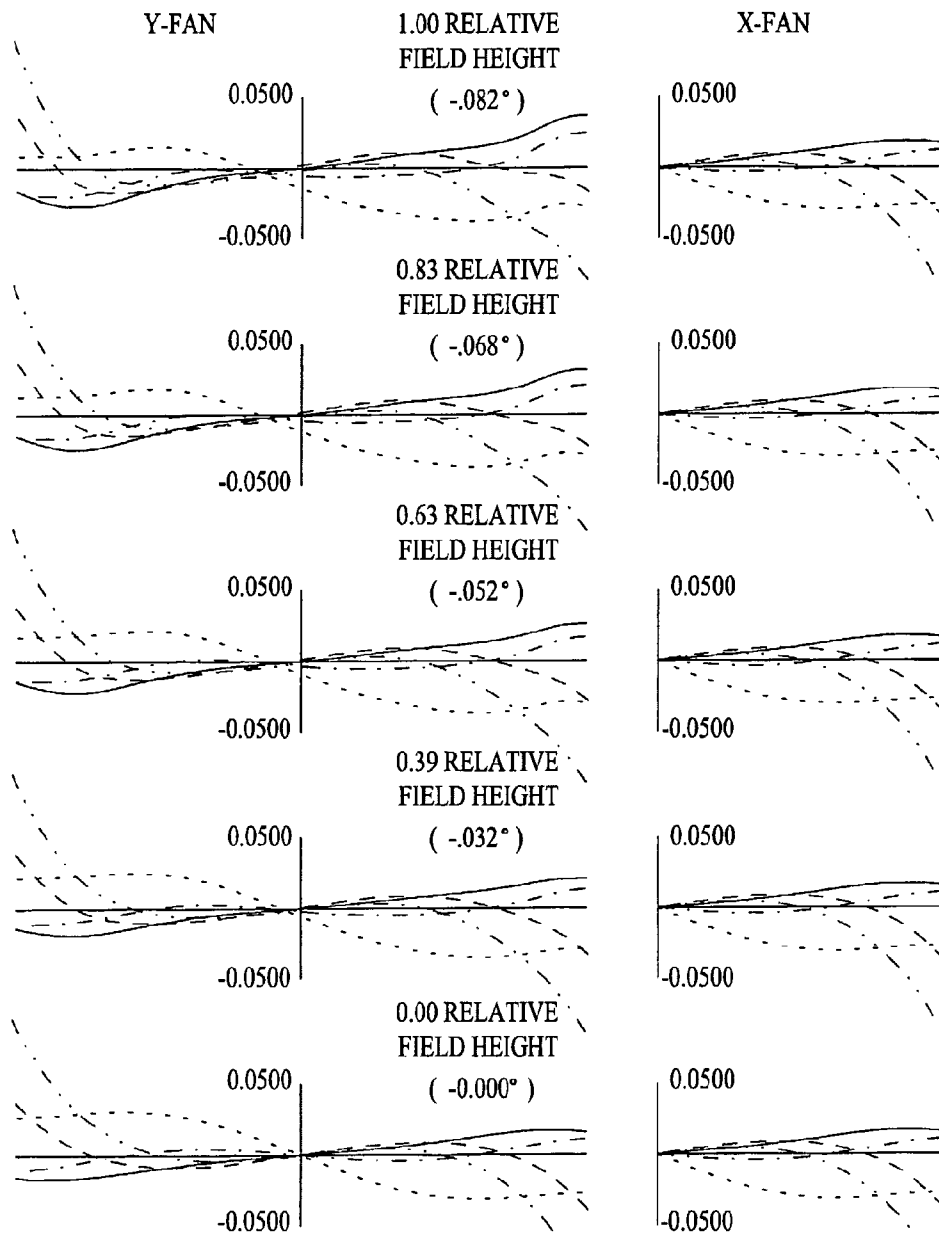 Y-FAN
1.00 RELATIVE
FIELD HEIGHT
( -.082° )
X-FAN
0.0500
-0.0500
0.0500
-0.0500
0.83 RELATIVE
FIELD HEIGHT
( -.068° )
0.0500
-0.0500
0.0500
-0.0500
0.63 RELATIVE
FIELD HEIGHT
( -.052° )
0.0500
-0.0500
0.0500
-0.0500
0.39 RELATIVE
FIELD HEIGHT
( -.032° )
0.0500
-0.0500
0.0500
-0.0500
0.00 RELATIVE
FIELD HEIGHT
( -0.000° )
0.0500
-0.0500
0.0500
-0.0500